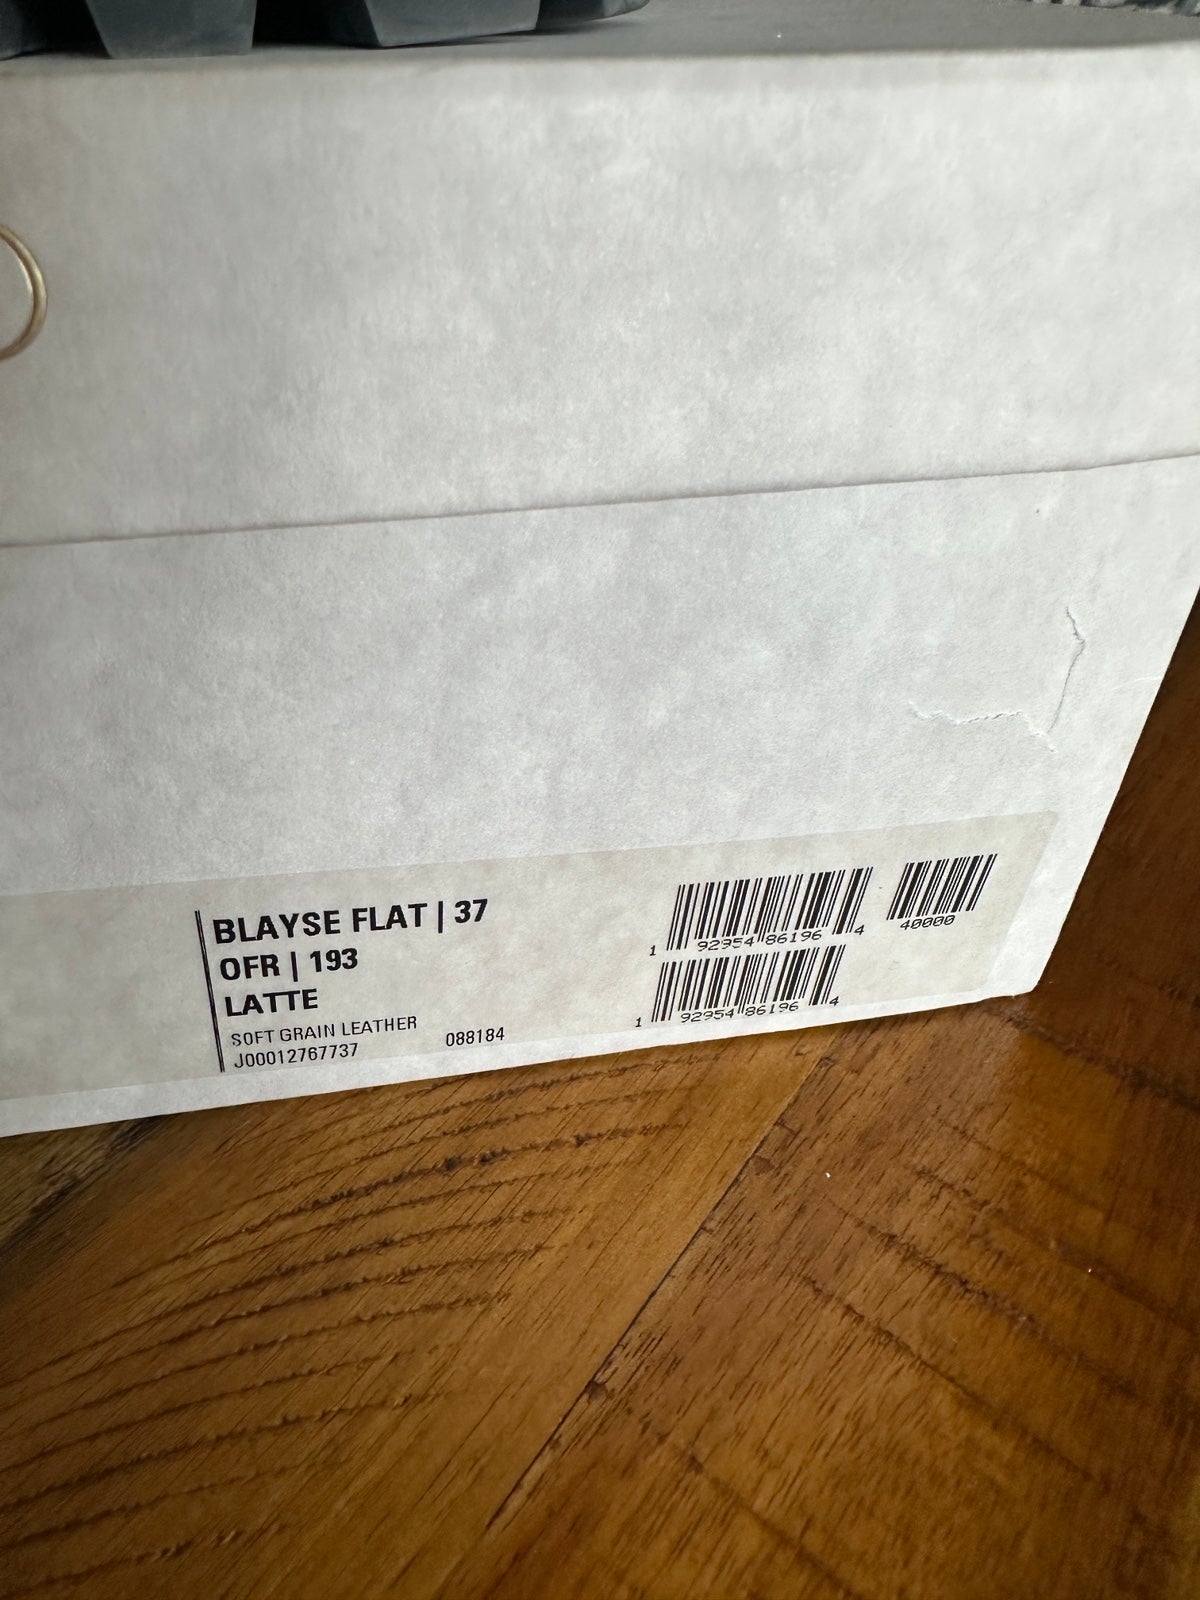 BLAYSE FLAT | 37
OFR | 193
LATTE
SOFT GRAIN LEATHER
J00012767737 088184
1 92954 86196 4 40000
1 92954 86196 4